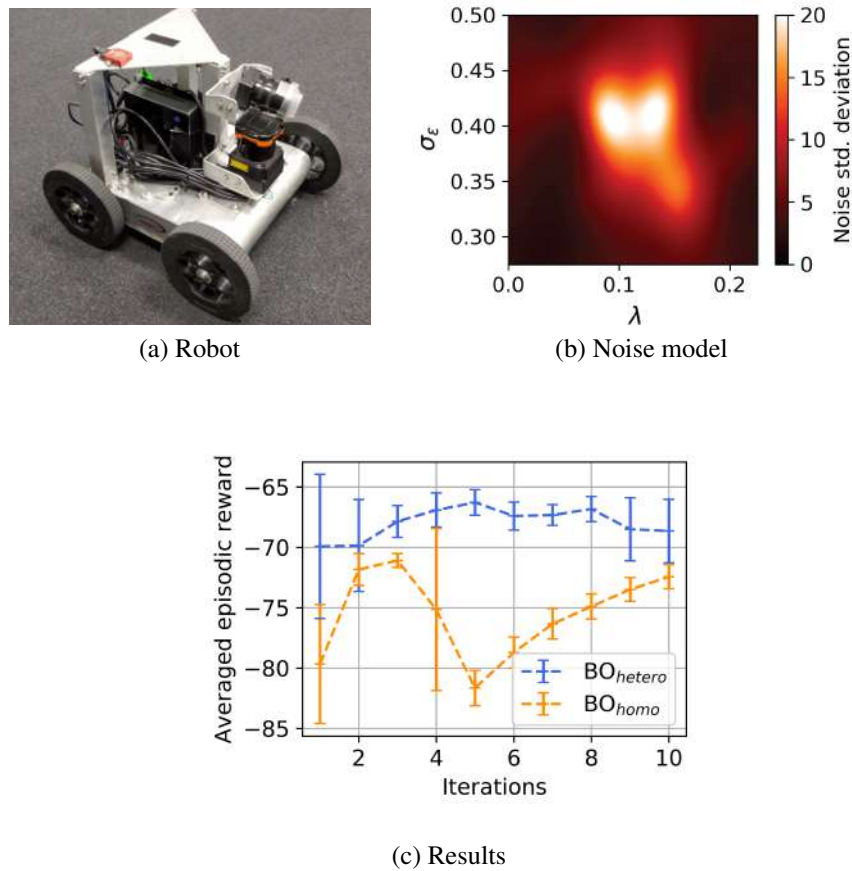 0.50
0.45
0.40
0.35
0.30
σε
0.0 0.1 0.2
λ
20
15
10
5
0
Noise std. deviation
(a) Robot
(b) Noise model
−65
−70
−75
−80
−85
Averaged episodic reward
BOhetero
BOhomo
2 4 6 8 10
Iterations
(c) Results